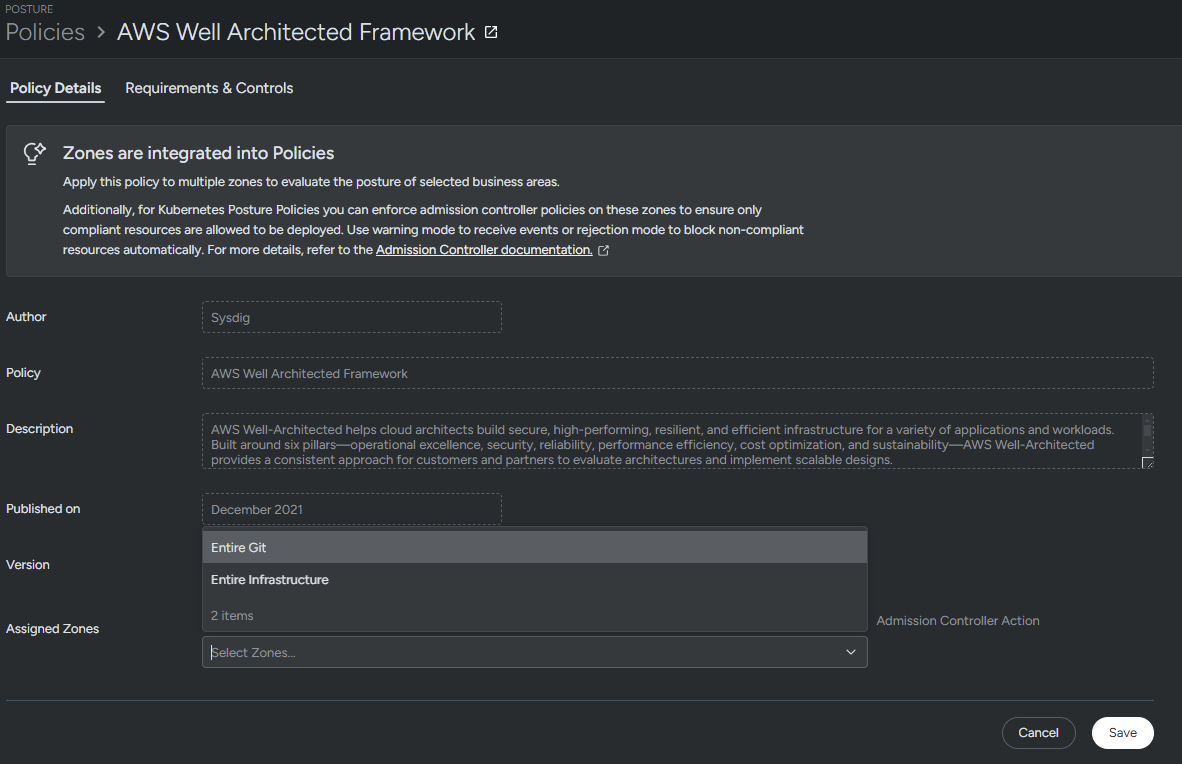 POSTURE
Policies > AWS Well Architected Framework
Policy Details Requirements & Controls
Zones are integrated into Policies
Apply this policy to multiple zones to evaluate the posture of selected business areas.
Additionally, for Kubernetes Posture Policies you can enforce admission controller policies on these zones to ensure only
compliant resources are allowed to be deployed. Use warning mode to receive events or rejection mode to block non-compliant
resources automatically. For more details, refer to the Admission Controller documentation.
Author
Sysdig
Policy
AWS Well Architected Framework
Description
AWS Well-Architected helps cloud architects build secure, high-performing, resilient, and efficient infrastructure for a variety of applications and workloads.
Built around six pillars—operational excellence, security, reliability, performance efficiency, cost optimization, and sustainability—AWS Well-Architected
provides a consistent approach for customers and partners to evaluate architectures and implement scalable designs.
Published on
December 2021
Entire Git
Version
Entire Infrastructure
2 items
Assigned Zones
Admission Controller Action
Select Zones...
Cancel Save